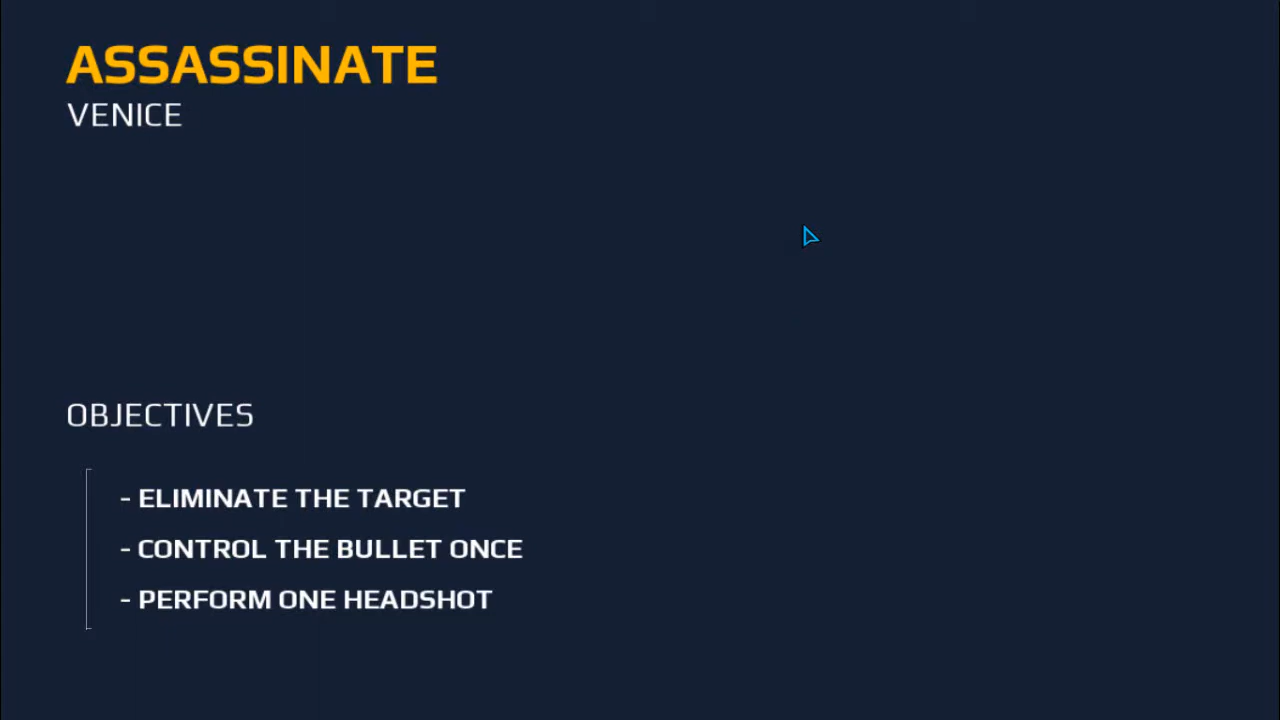 ASSASSINATE
VENICE
OBJECTIVES
- ELIMINATE THE TARGET
- CONTROL THE BULLET ONCE
- PERFORM ONE HEADSHOT